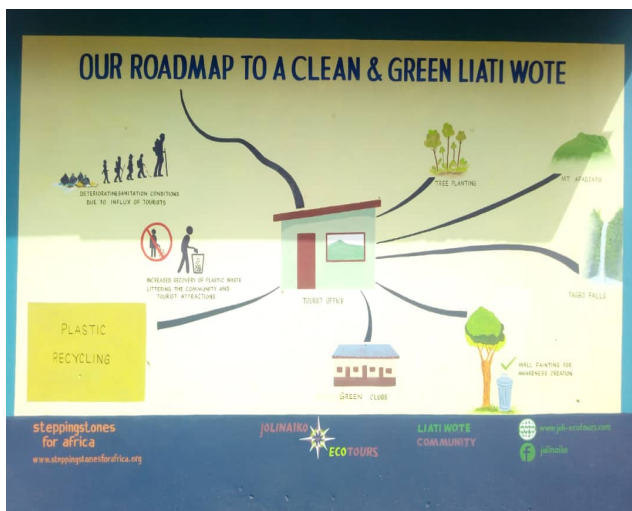 OUR ROADMAP TO A CLEAN & GREEN LIATI WOTE
DETERIORATING SANITATION CONDITIONS
DUE TO INFLUX OF TOURISTS
TREE PLANTING
MT AFADZATO
INCREASED RECOVERY OF PLASTIC WASTE
LITTERING THE COMMUNITY AND
TOURIST ATTRACTIONS
TOURIST OFFICE
TAGBO FALLS
PLASTIC
RECYCLING
GREEN CLUBS
WALL PAINTING FOR
AWARENESS CREATION
steppingstones
for africa
www.steppingstonesforafrica.org
JOLINAIKO
ECOTOURS
LIATI WOTE
COMMUNITY
www.joli-ecotours.com
jolinaiko